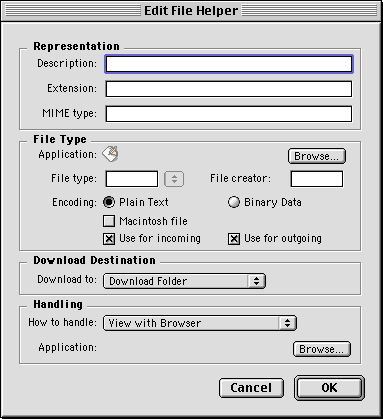 Edit File Helper
Representation
Description:
Extension:
MIME type:
File Type
Application:
Browse...
File type:
File creator:
Encoding: Plain Text Binary Data
Macintosh file
Use for incoming Use for outgoing
Download Destination
Download to: Download Folder
Handling
How to handle: View with Browser
Application:
Browse...
Cancel OK